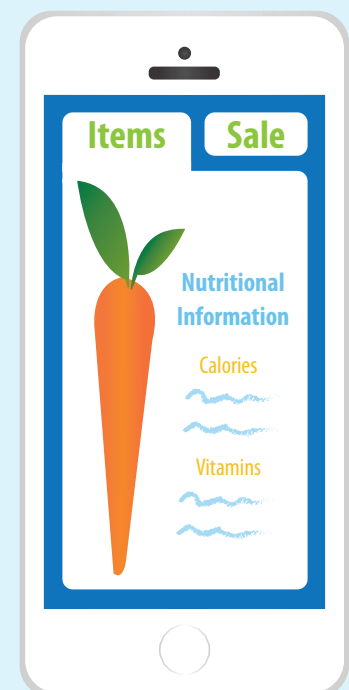 Items
Sale
Nutritional
Information
Calories
Vitamins